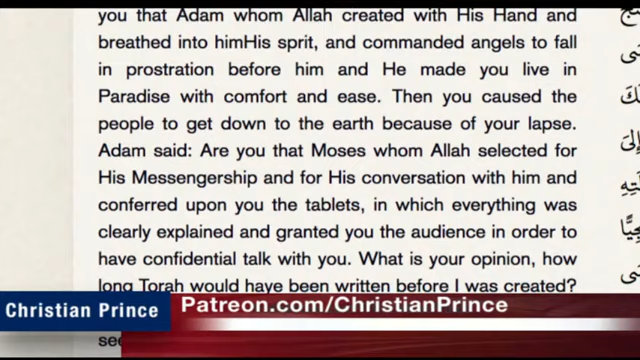 you that Adam whom Allah created with His Hand and
breathed into himHis sprit, and commanded angels to fall
in prostration before him and He made you live in
Paradise with comfort and ease. Then you caused the
people to get down to the earth because of your lapse.
Adam said: Are you that Moses whom Allah selected for
His Messengership and for His conversation with him and
conferred upon you the tablets, in which everything was
clearly explained and granted you the audience in order to
have confidential talk with you. What is your opinion, how
long Torah would have been written before I was created?
Christian Prince
Patreon.com/ChristianPrince